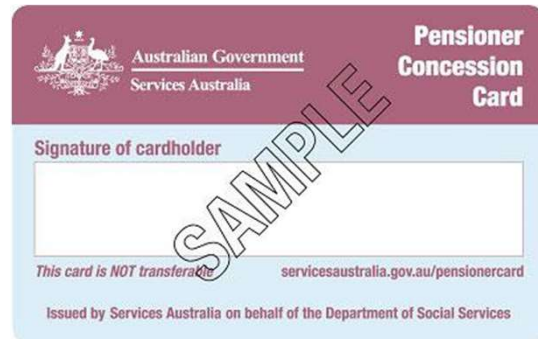 Australian Government
Services Australia
Pensioner
Concession
Card
SAMPLE
Signature of cardholder
This card is NOT transferable
servicesaustralia.gov.au/pensionercard
Issued by Services Australia on behalf of the Department of Social Services